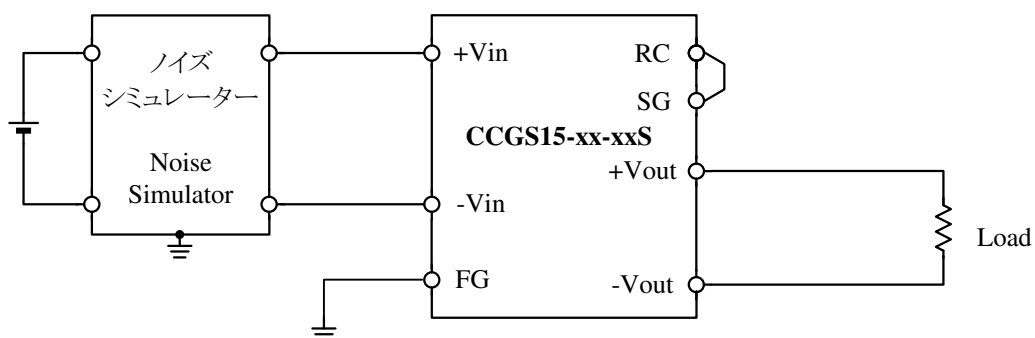 ノイズ
シミュレーター
Noise
Simulator
+Vin
-Vin
FG
RC
SG
CCGS15-xx-xxS
+Vout
-Vout
Load